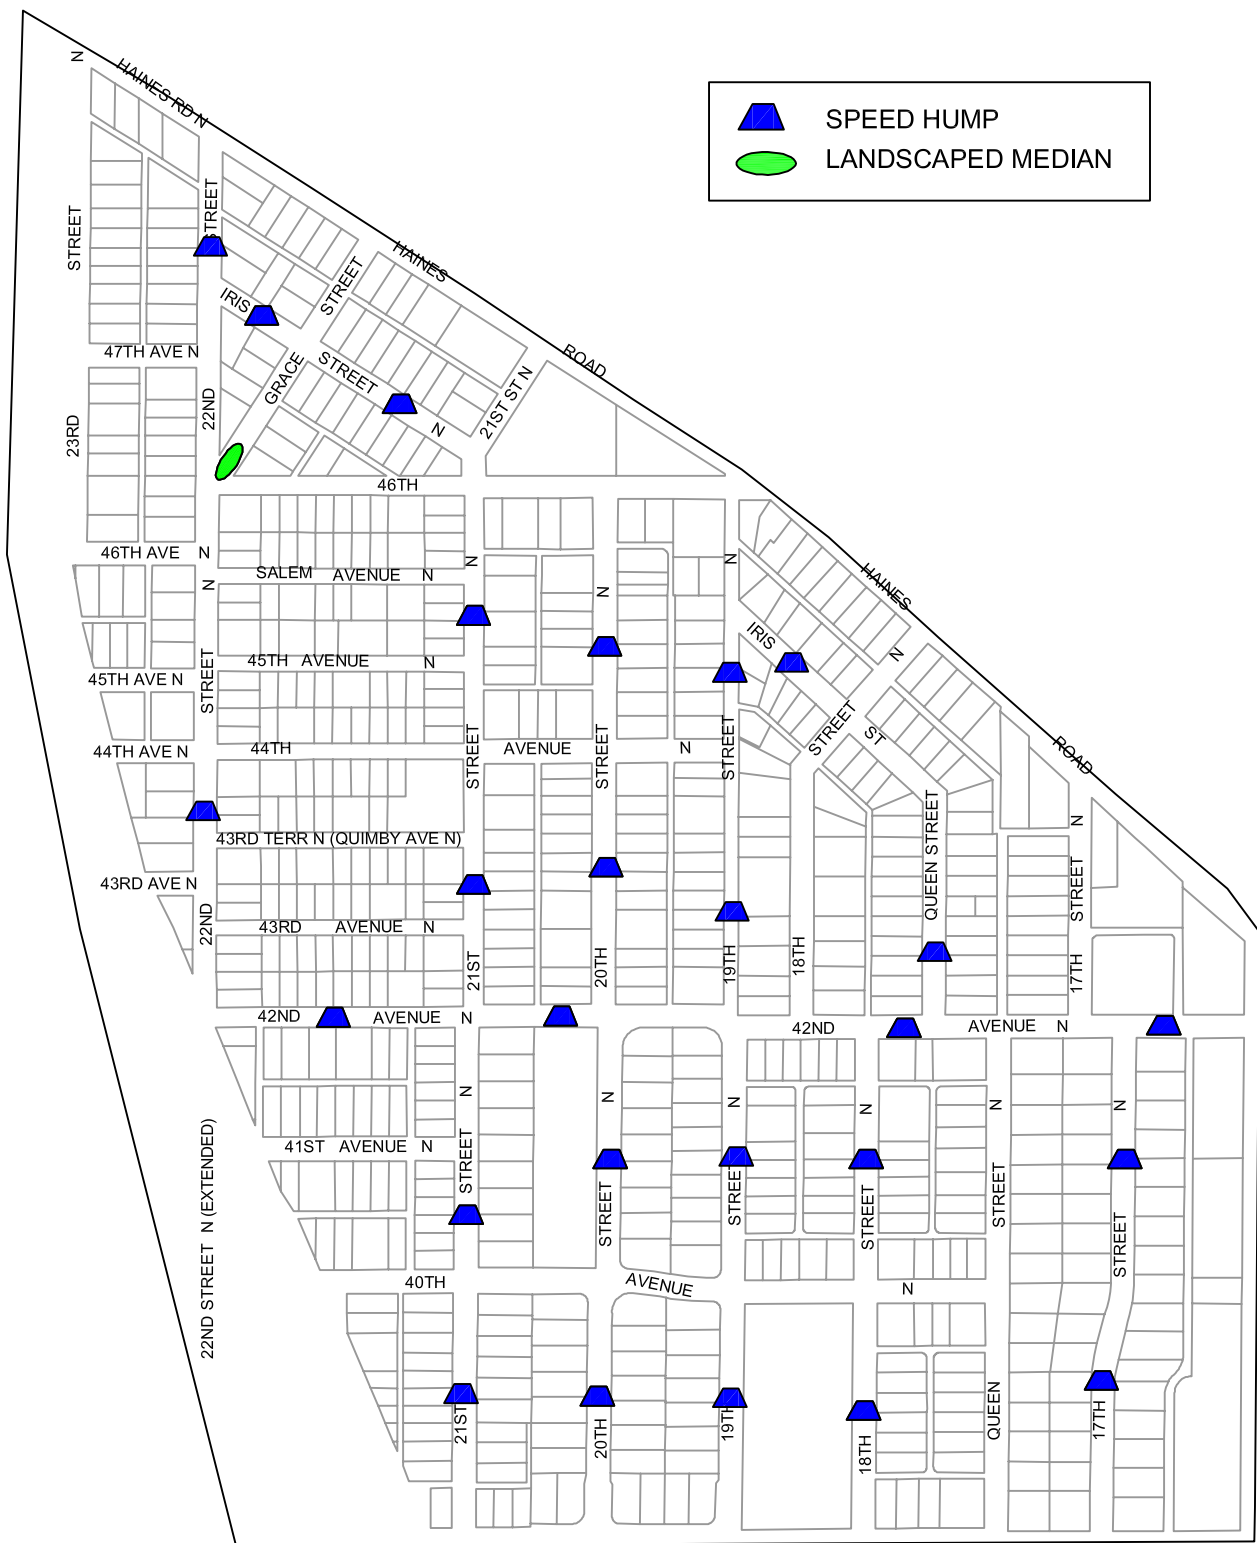 N
HAINES RD N
SPEED HUMP
LANDSCAPED MEDIAN
STREET
STREET
HAINES
STREET
IRIS
47TH AVE N
STREET
GRACE
ROAD
21ST ST N
22ND
23RD
N
46TH
46TH AVE N
N
N
N
SALEM AVENUE N
N
N
HAINES
IRIS
45TH AVENUE N
45TH AVE N
STREET
N
44TH AVE N
44TH
STREET
AVENUE
STREET
N
STREET
STREET
ST
ROAD
43RD TERR N (QUIMBY AVE N)
N
QUEEN STREET
43RD AVE N
STREET
22ND
43RD AVENUE N
21ST
20TH
19TH
18TH
17TH
42ND AVENUE N
42ND AVENUE N
N
N
N
N
N
N
41ST AVENUE N
22ND STREET N (EXTENDED)
STREET
STREET
STREET
STREET
STREET
STREET
40TH AVENUE N
21ST
20TH
19TH
18TH
QUEEN
17TH